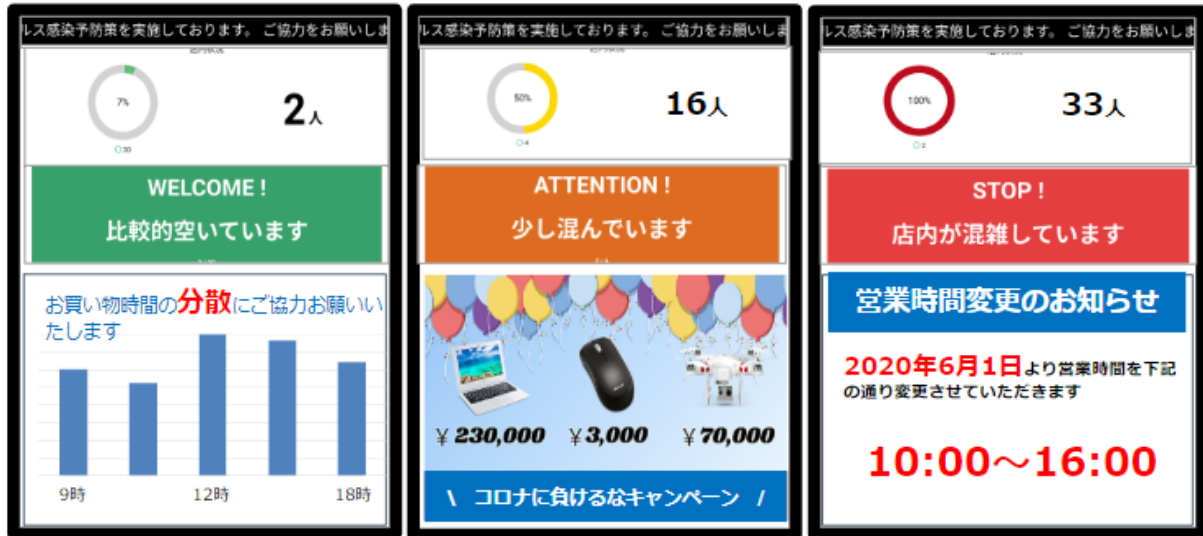 ルス感染予防策を実施しております。 ご協力をお願いしま
7%
2人
30
WELCOME !
比較的空いています
お買い物時間の分散にご協力お願いい
たします
9時 12時 18時
ルス感染予防策を実施しております。 ご協力をお願いしま
50%
16人
4
ATTENTION !
少し混んでいます
¥ 230,000 ¥ 3,000 ¥ 70,000
\ コロナに負けるなキャンペーン /
ルス感染予防策を実施しております。 ご協力をお願いしま
100%
33人
2
STOP !
店内が混雑しています
営業時間変更のお知らせ
2020年6月1日より営業時間を下記
の通り変更させていただきます
10:00～16:00